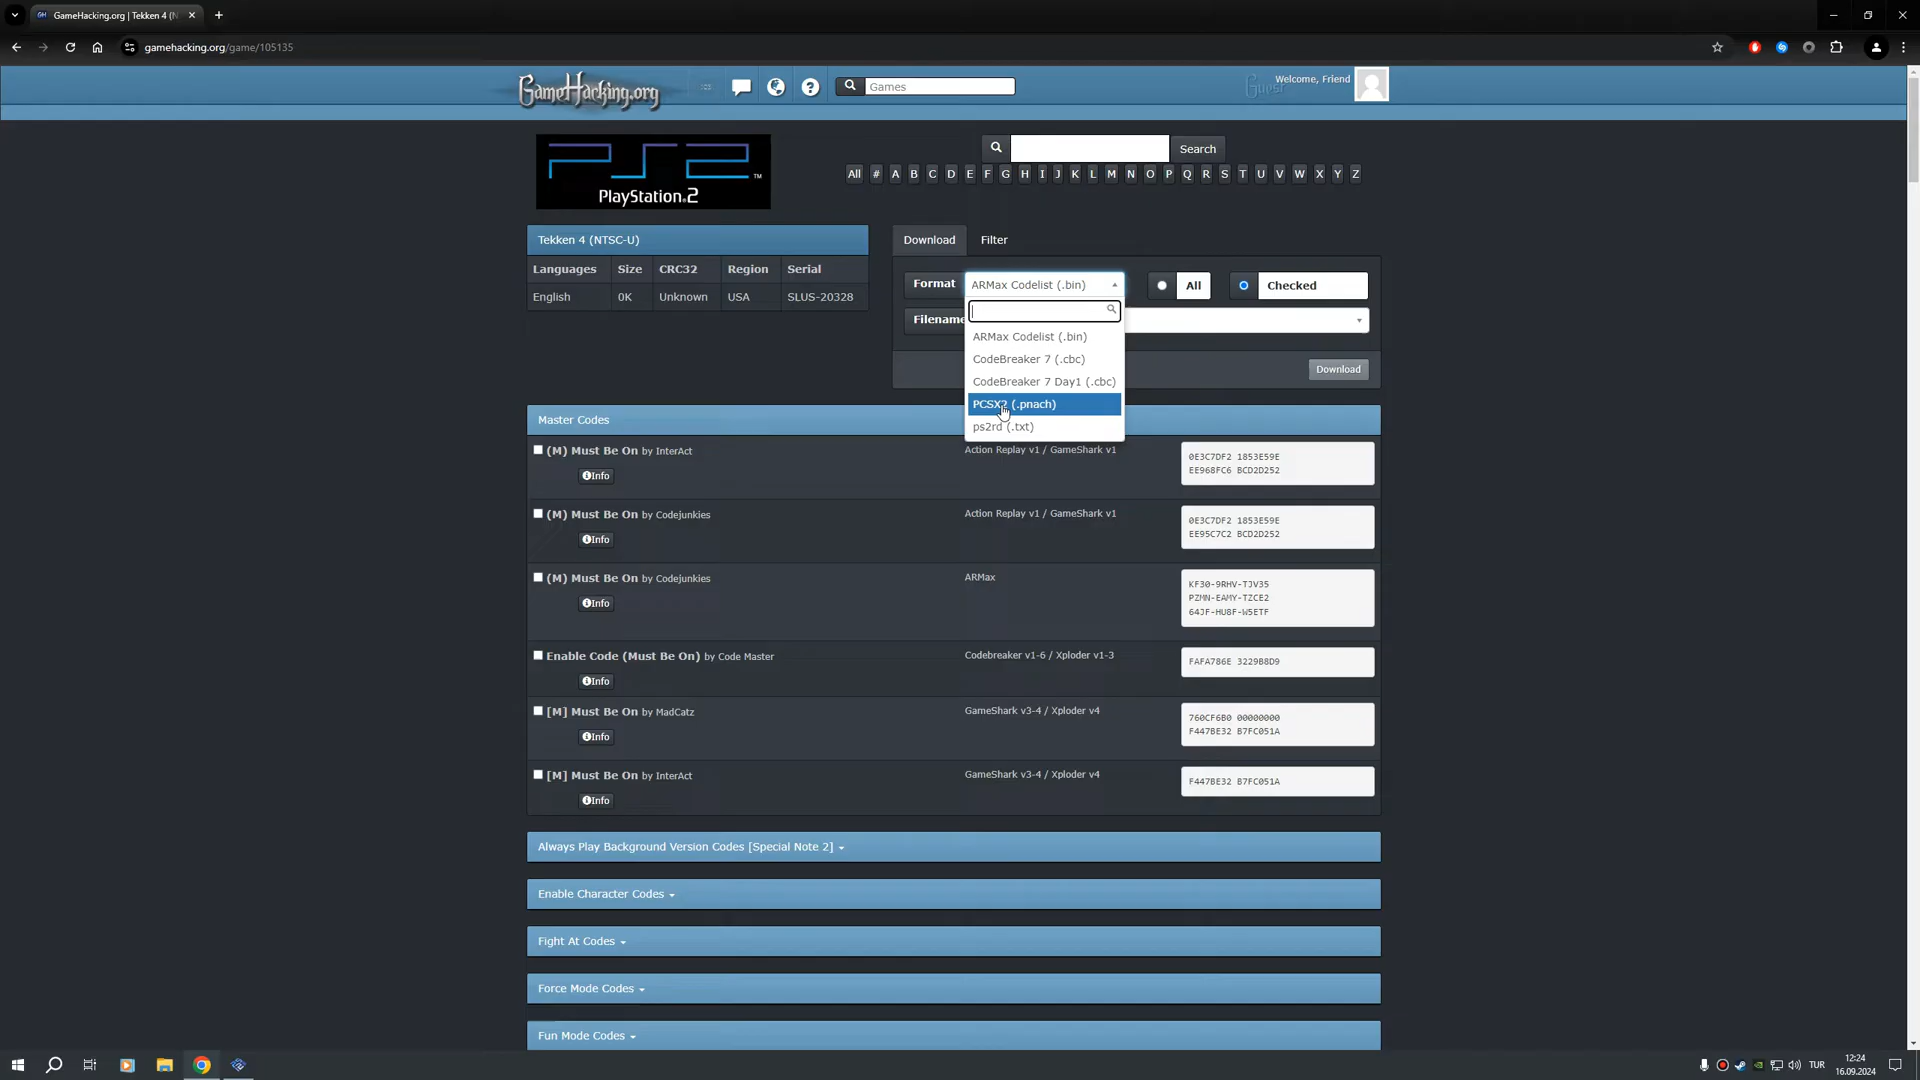 GameHacking.org | Tekken 4 (N
gamehacking.org/game/105135
GameHacking.org
Games
Welcome, Friend
Guest
PS2 TM
PlayStation.2
Search
All # A B C D E F G H I J K L M N O P Q R S T U V W X Y Z
Tekken 4 (NTSC-U)
Languages Size CRC32 Region Serial
English 0K Unknown USA SLUS-20328
Download Filter
Format ARMax Codelist (.bin) All Checked
Filename
ARMax Codelist (.bin)
CodeBreaker 7 (.cbc)
CodeBreaker 7 Day1 (.cbc)
PCSX2 (.pnach)
ps2rd (.txt)
Download
Master Codes
(M) Must Be On by InterAct Action Replay v1 / GameShark v1 0E3C7DF2 1853E59E
EE968FC6 BCD2D252
Info
(M) Must Be On by Codejunkies Action Replay v1 / GameShark v1 0E3C7DF2 1853E59E
EE95C7C2 BCD2D252
Info
(M) Must Be On by Codejunkies ARMax KF30-9RHV-TJV35
PZMN-EAMY-TZCE2
64JF-HU8F-W5ETF
Info
Enable Code (Must Be On) by Code Master Codebreaker v1-6 / Xploder v1-3 FAFA786E 3229B8D9
Info
[M] Must Be On by MadCatz GameShark v3-4 / Xploder v4 760CF6B0 00000000
F447BE32 B7FC051A
Info
[M] Must Be On by InterAct GameShark v3-4 / Xploder v4 F447BE32 B7FC051A
Info
Always Play Background Version Codes [Special Note 2]
Enable Character Codes
Fight At Codes
Force Mode Codes
Fun Mode Codes
TUR
12:24
16.09.2024